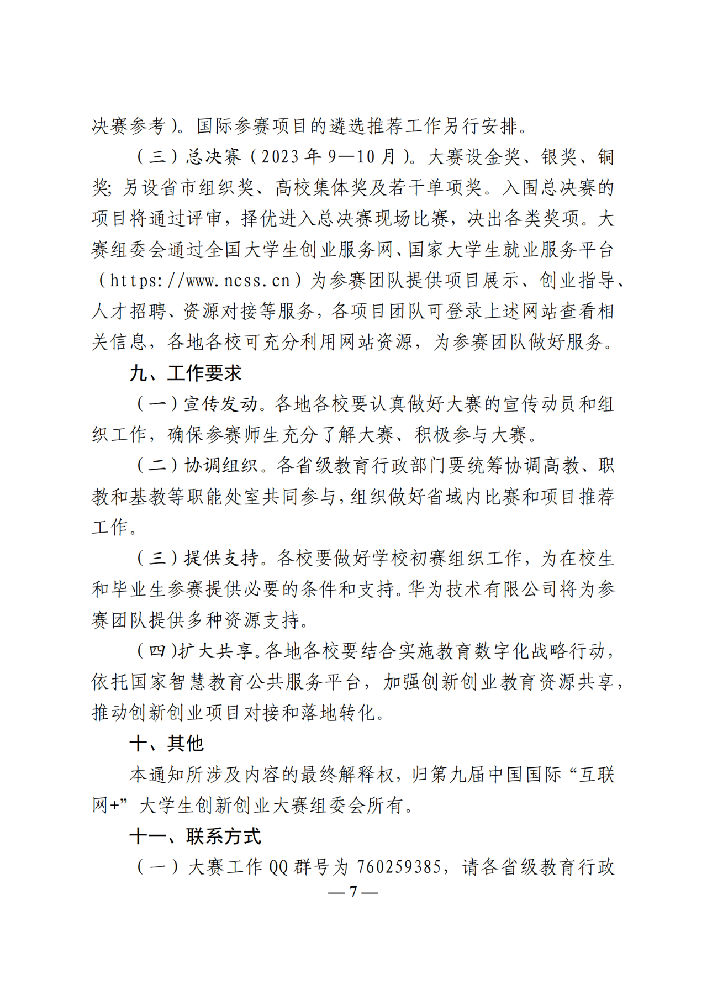 决赛参考)。国际参赛项目的遴选推荐工作另行安排。
（三）总决赛（2023年9—10月）。大赛设金奖、银奖、铜
奖；另设省市组织奖、高校集体奖及若干单项奖。入围总决赛的
项目将通过评审，择优进入总决赛现场比赛，决出各类奖项。大
赛组委会通过全国大学生创业服务网、国家大学生就业服务平台
（https://www.ncss.cn）为参赛团队提供项目展示、创业指导、
人才招聘、资源对接等服务，各项目团队可登录上述网站查看相
关信息，各地各校可充分利用网站资源，为参赛团队做好服务。
九、工作要求
（一）宣传发动。各地各校要认真做好大赛的宣传动员和组
织工作，确保参赛师生充分了解大赛、积极参与大赛。
（二）协调组织。各省级教育行政部门要统筹协调高教、职
教和基教等职能处室共同参与，组织做好省域内比赛和项目推荐
工作。
（三）提供支持。各校要做好学校初赛组织工作，为在校生
和毕业生参赛提供必要的条件和支持。华为技术有限公司将为参
赛团队提供多种资源支持。
（四）扩大共享。各地各校要结合实施教育数字化战略行动，
依托国家智慧教育公共服务平台，加强创新创业教育资源共享，
推动创新创业项目对接和落地转化。
十、其他
本通知所涉及内容的最终解释权，归第九届中国国际“互联
网+”大学生创新创业大赛组委会所有。
十一、联系方式
（一）大赛工作QQ群号为760259385，请各省级教育行政
— 7 —